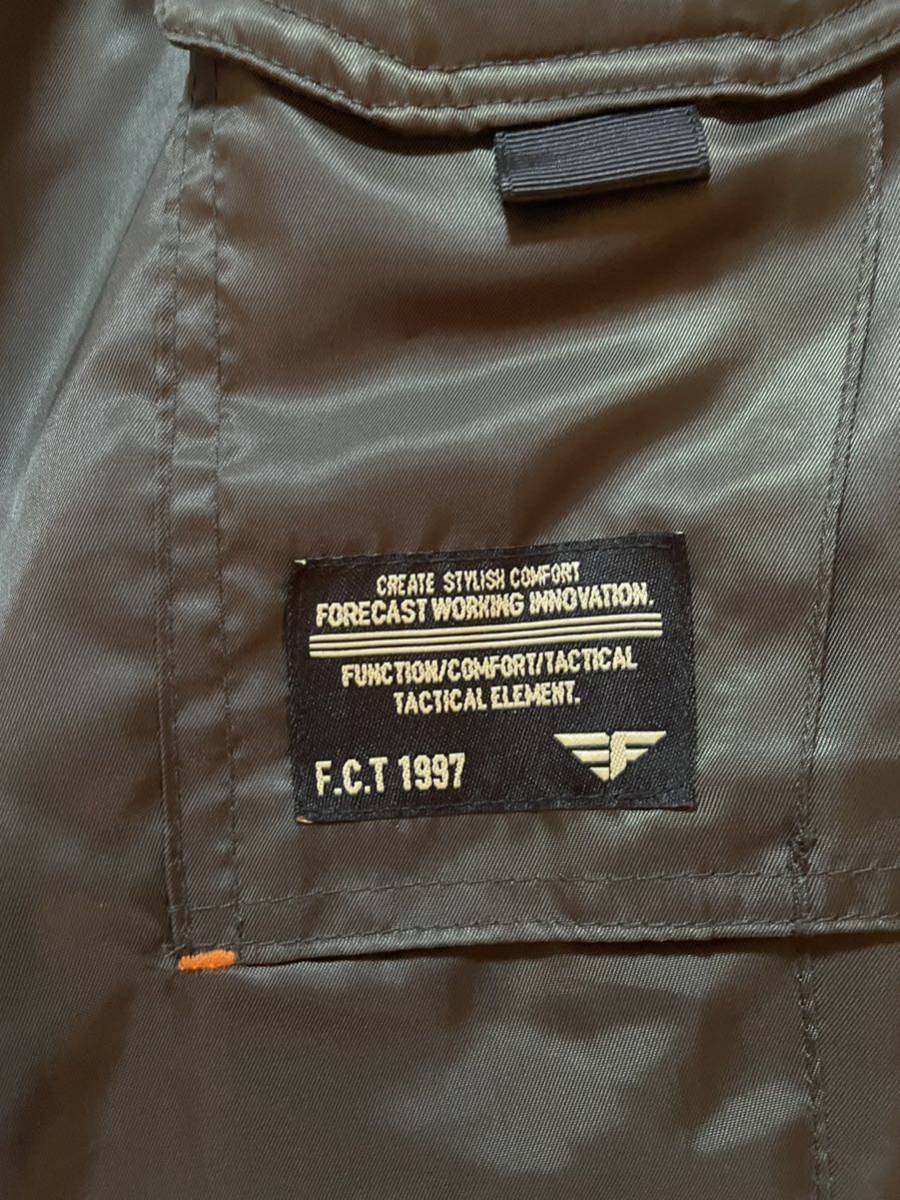 CREATE STYLISH COMFORT
FORECAST WORKING INNOVATION.
FUNCTION/COMFORT/TACTICAL
TACTICAL ELEMENT.
F.C.T 1997